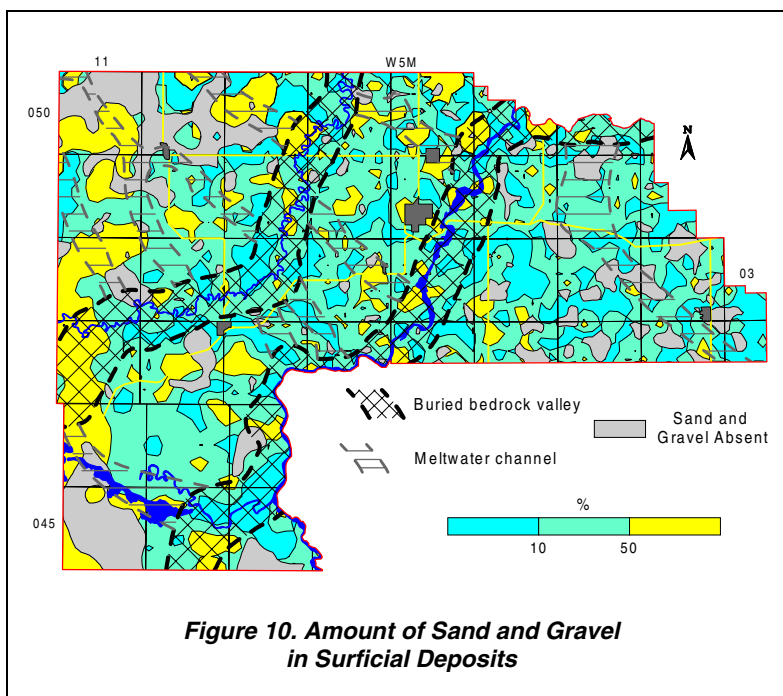 11
W5M
050
N
03
Buried bedrock valley
Sand and
Gravel Absent
Meltwater channel
045
%
10
50
Figure 10. Amount of Sand and Gravel
in Surficial Deposits